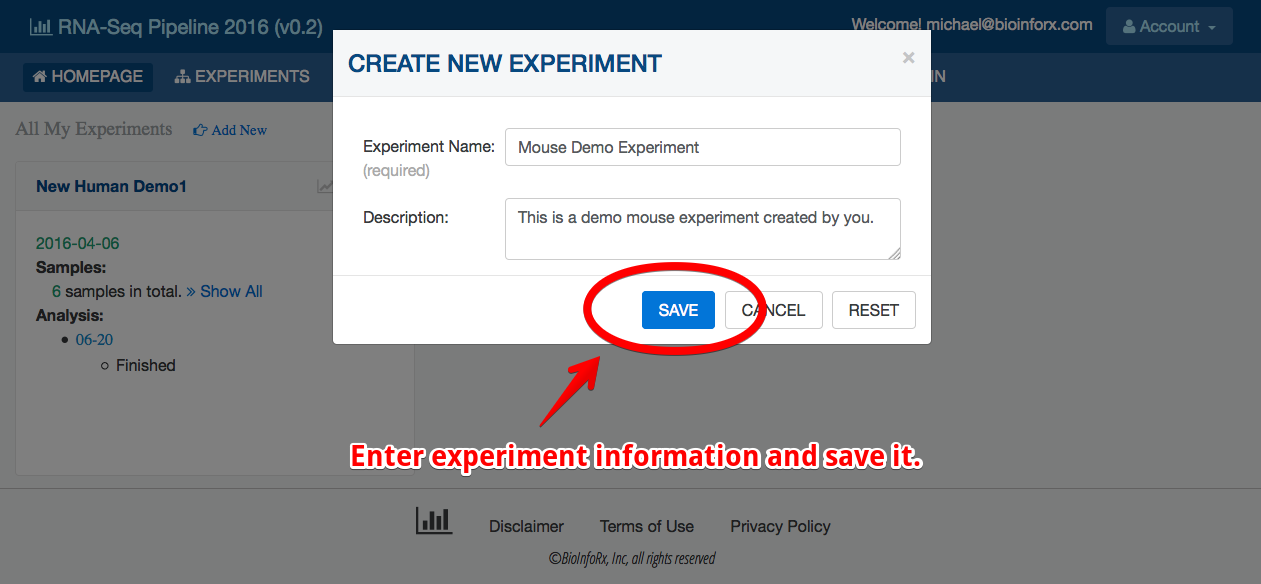 RNA-Seq Pipeline 2016 (v0.2)
Welcome! michael@bioinforx.com
Account
HOMEPAGE
EXPERIMENTS
IN
CREATE NEW EXPERIMENT
×
All My Experiments
Add New
Experiment Name:
(required)
Mouse Demo Experiment
Description:
This is a demo mouse experiment created by you.
SAVE
CANCEL
RESET
New Human Demo1
2016-04-06
Samples:
6 samples in total. » Show All
Analysis:
06-20
Finished
Enter experiment information and save it.
Disclaimer
Terms of Use
Privacy Policy
©BioInfoRx, Inc, all rights reserved